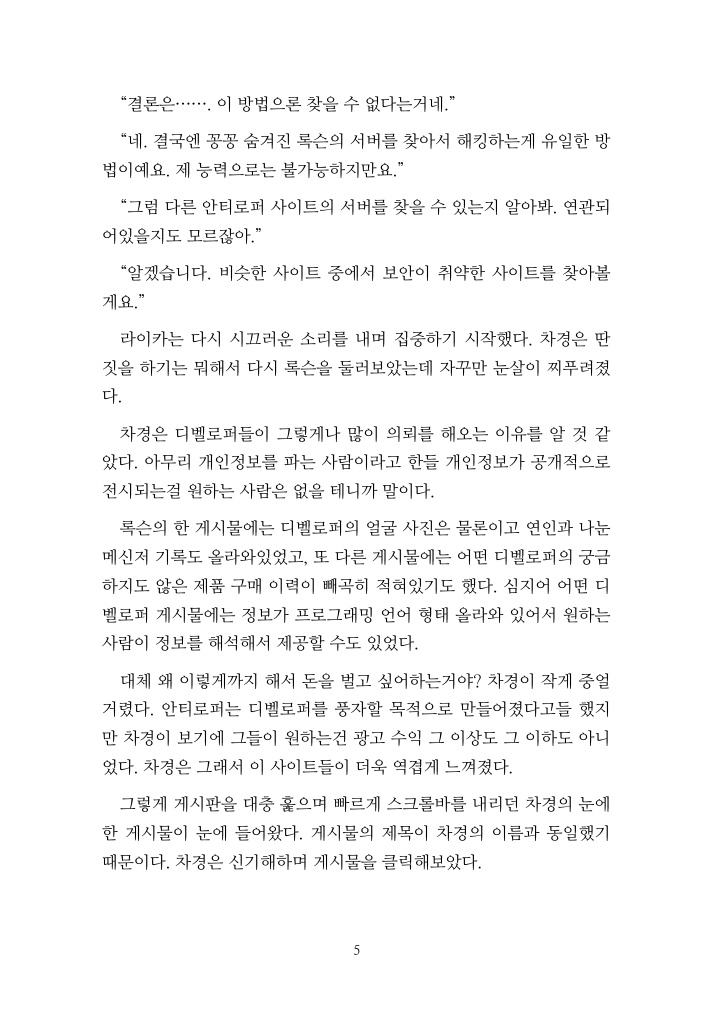 “결론은……. 이 방법으론 찾을 수 없다는거네.”
“네. 결국엔 꽁꽁 숨겨진 록슨의 서버를 찾아서 해킹하는게 유일한 방
법이예요. 제 능력으로는 불가능하지만요.”
“그럼 다른 안티로퍼 사이트의 서버를 찾을 수 있는지 알아봐. 연관되
어있을지도 모르잖아.”
“알겠습니다. 비슷한 사이트 중에서 보안이 취약한 사이트를 찾아볼
게요.”
라이카는 다시 시끄러운 소리를 내며 집중하기 시작했다. 차경은 딴
짓을 하기는 뭐해서 다시 록슨을 둘러보았는데 자꾸만 눈살이 찌푸려졌
다.
차경은 디벨로퍼들이 그렇게나 많이 의뢰를 해오는 이유를 알 것 같
았다. 아무리 개인정보를 파는 사람이라고 한들 개인정보가 공개적으로
전시되는걸 원하는 사람은 없을 테니까 말이다.
록슨의 한 게시물에는 디벨로퍼의 얼굴 사진은 물론이고 연인과 나눈
메신저 기록도 올라와있었고, 또 다른 게시물에는 어떤 디벨로퍼의 궁금
하지도 않은 제품 구매 이력이 빼곡히 적혀있기도 했다. 심지어 어떤 디
벨로퍼 게시물에는 정보가 프로그래밍 언어 형태 올라와 있어서 원하는
사람이 정보를 해석해서 제공할 수도 있었다.
대체 왜 이렇게까지 해서 돈을 벌고 싶어하는거야? 차경이 작게 중얼
거렸다. 안티로퍼는 디벨로퍼를 풍자할 목적으로 만들어졌다고들 했지
만 차경이 보기에 그들이 원하는건 광고 수익 그 이상도 그 이하도 아니
었다. 차경은 그래서 이 사이트들이 더욱 역겹게 느껴졌다.
그렇게 게시판을 대충 훑으며 빠르게 스크롤바를 내리던 차경의 눈에
한 게시물이 눈에 들어왔다. 게시물의 제목이 차경의 이름과 동일했기
때문이다. 차경은 신기해하며 게시물을 클릭해보았다.
5